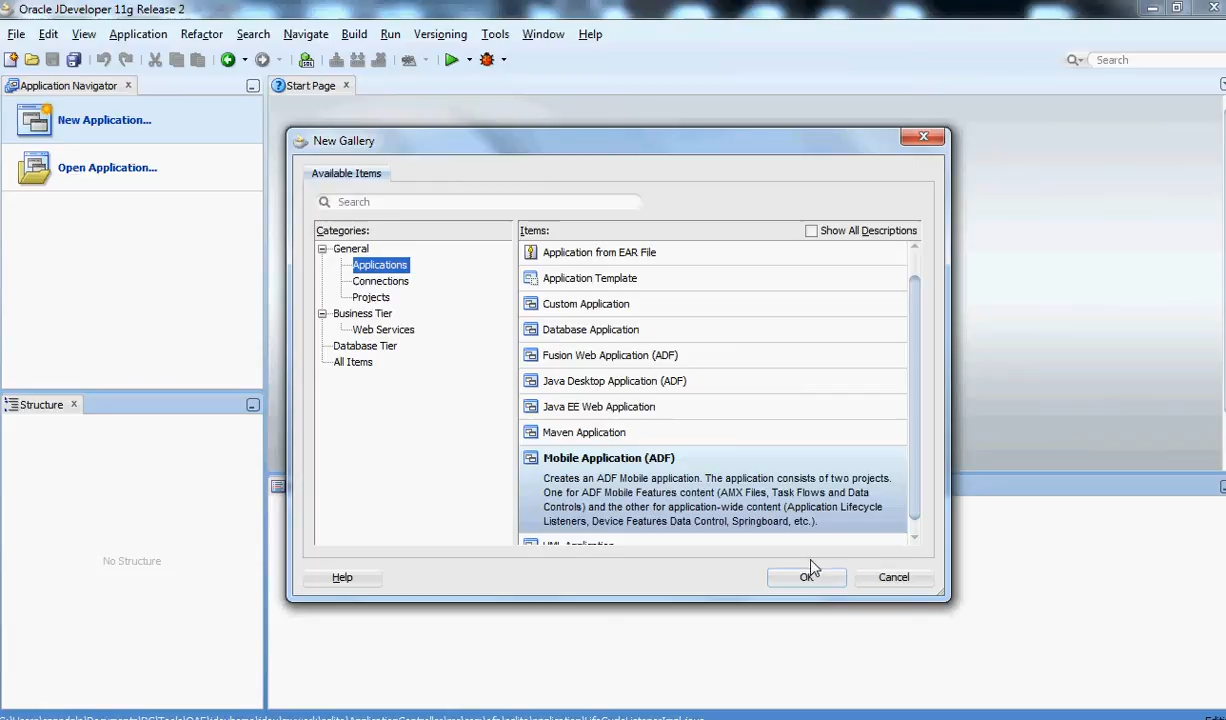 Oracle JDeveloper 11g Release 2
File Edit View Application Refactor Search Navigate Build Run Versioning Tools Window Help
Search
Application Navigator
Start Page
New Application...
Open Application...
New Gallery
Available Items
Search
Categories:
General
Applications
Connections
Projects
Business Tier
Web Services
Database Tier
All Items
Items:
Show All Descriptions
Application from EAR File
Application Template
Custom Application
Database Application
Fusion Web Application (ADF)
Java Desktop Application (ADF)
Java EE Web Application
Maven Application
Mobile Application (ADF)
Creates an ADF Mobile application. The application consists of two projects.
One for ADF Mobile Features content (AMX Files, Task Flows and Data
Controls) and the other for application-wide content (Application Lifecycle
Listeners, Device Features Data Control, Springboard, etc.).
Help
OK
Cancel
Structure
No Structure